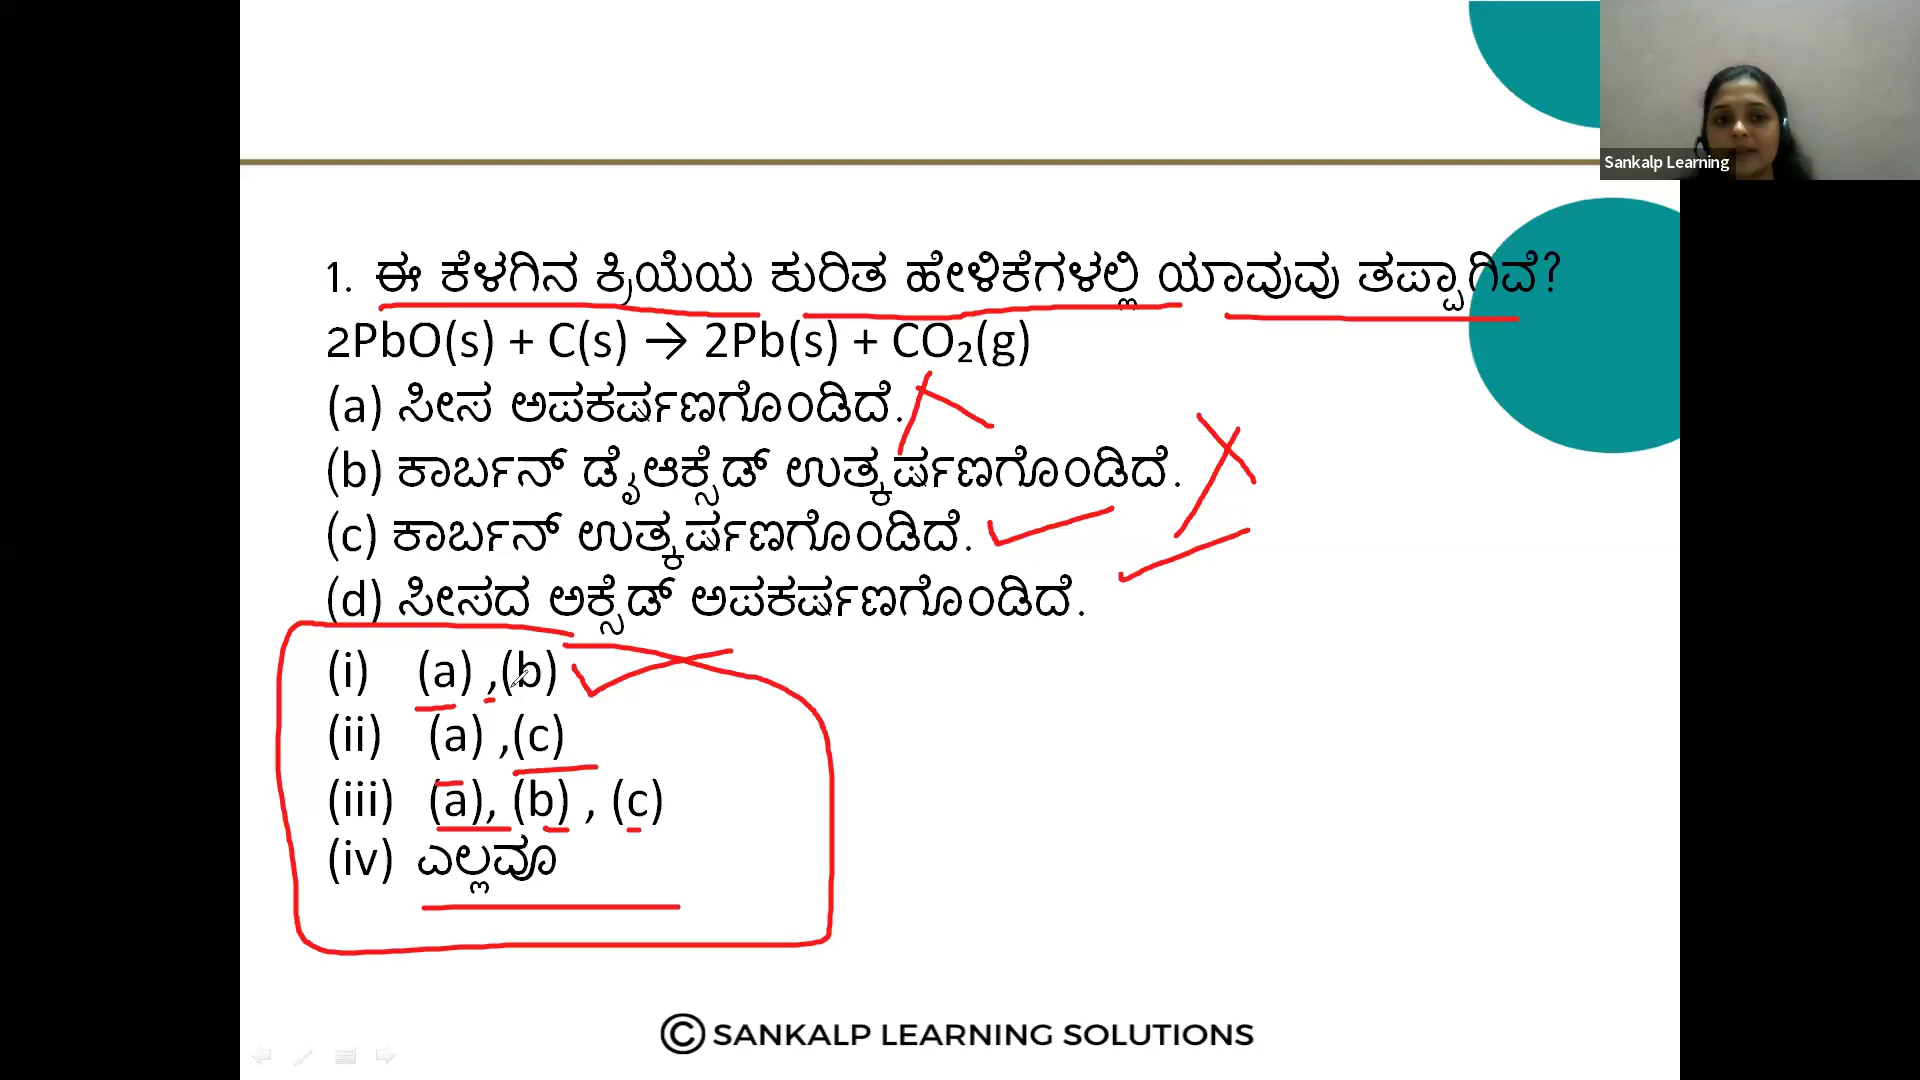 Sankalp Learning
1. ಈ ಕೆಳಗಿನ ಕ್ರಿಯೆಯ ಕುರಿತ ಹೇಳಿಕೆಗಳಲ್ಲಿ ಯಾವುವು ತಪ್ಪಾಗಿವೆ?
2PbO(s) + C(s) → 2Pb(s) + CO₂(g)
(a) ಸೀಸ ಅಪಕರ್ಷಣಗೊಂಡಿದೆ.
(b) ಕಾರ್ಬನ್ ಡೈಆಕ್ಸೈಡ್ ಉತ್ಕರ್ಷಣಗೊಂಡಿದೆ.
(c) ಕಾರ್ಬನ್ ಉತ್ಕರ್ಷಣಗೊಂಡಿದೆ.
(d) ಸೀಸದ ಅಕ್ಸೈಡ್ ಅಪಕರ್ಷಣಗೊಂಡಿದೆ.
(i) (a) ,(b)
(ii) (a) ,(c)
(iii) (a), (b) , (c)
(iv) ಎಲ್ಲವೂ
© SANKALP LEARNING SOLUTIONS